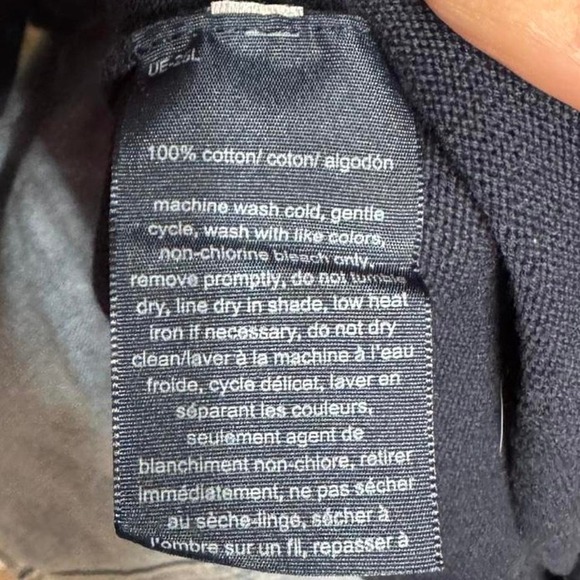 100% cotton/ coton/ algodón
machine wash cold, gentle
cycle, wash with like colors,
non-chlorine bleach only,
remove promptly, do not tumble
dry, line dry in shade, low heat
iron if necessary, do not dry
clean/laver à la machine à l'eau
froide, cycle délicat, laver en
séparant les couleurs,
seulement agent de
blanchiment non-chlore, retirer
immédiatement, ne pas sécher
au sèche-linge, sécher à
l'ombre sur un fil, repasser à